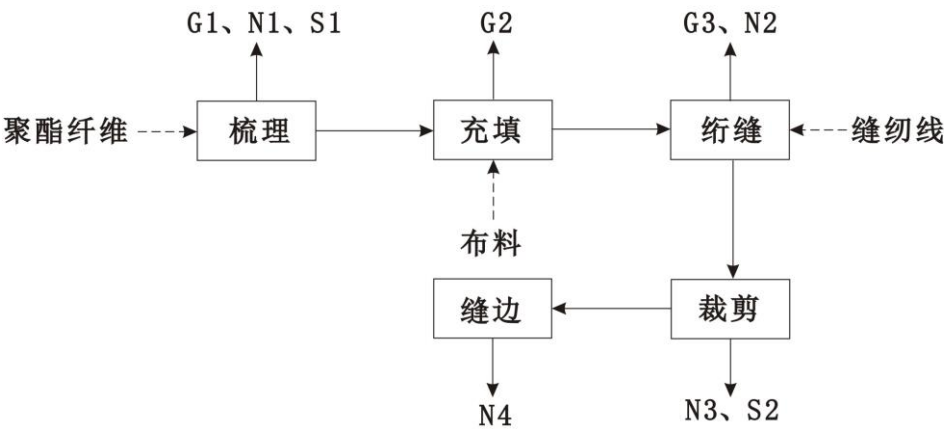 G1、N1、S1
G2
G3、N2
聚酯纤维
梳理
充填
绗缝
缝纫线
布料
缝边
裁剪
N4
N3、S2